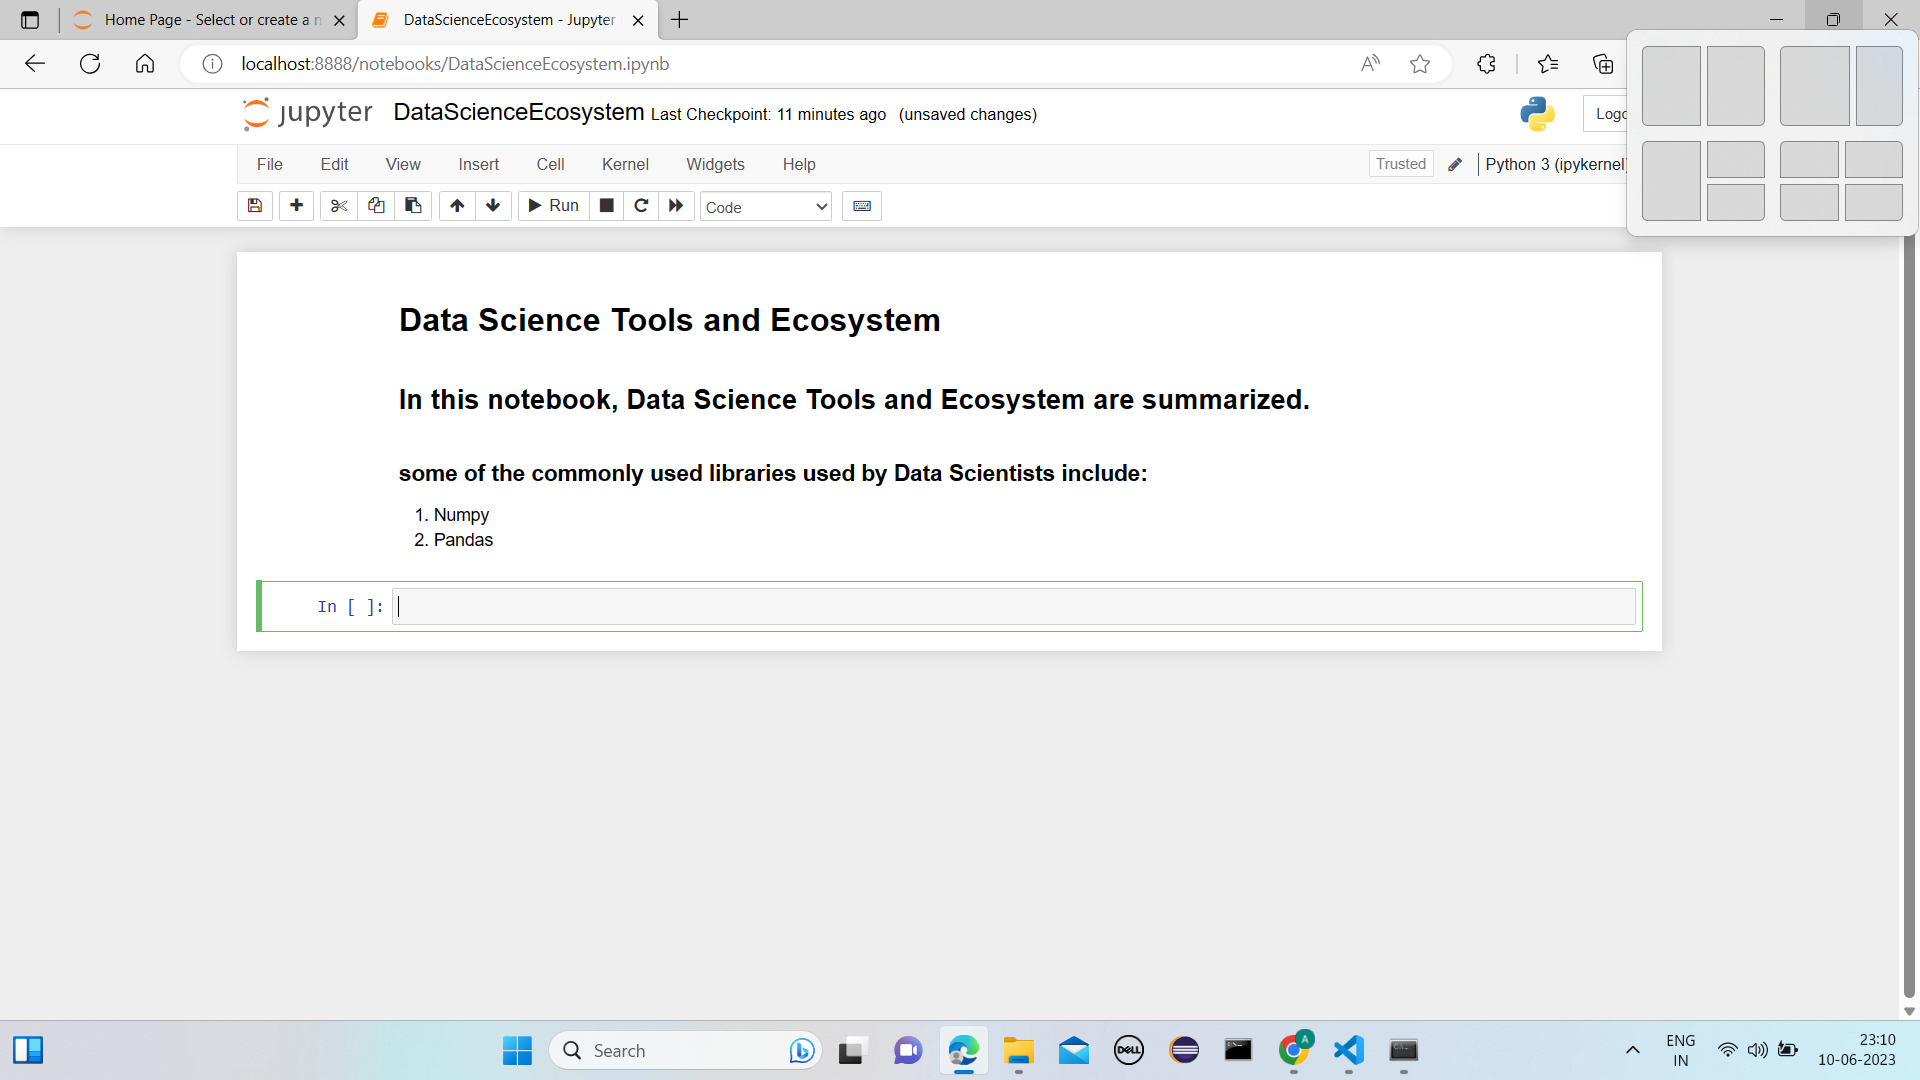 Home Page - Select or create a n
DataScienceEcosystem - Jupyter
localhost:8888/notebooks/DataScienceEcosystem.ipynb
jupyter DataScienceEcosystem Last Checkpoint: 11 minutes ago (unsaved changes)
Logo
File Edit View Insert Cell Kernel Widgets Help
Trusted Python 3 (ipykernel)
Run Code
Data Science Tools and Ecosystem
In this notebook, Data Science Tools and Ecosystem are summarized.
some of the commonly used libraries used by Data Scientists include:
1. Numpy
2. Pandas
In [ ]:
Search
DELL
A
ENG
IN
23:10
10-06-2023